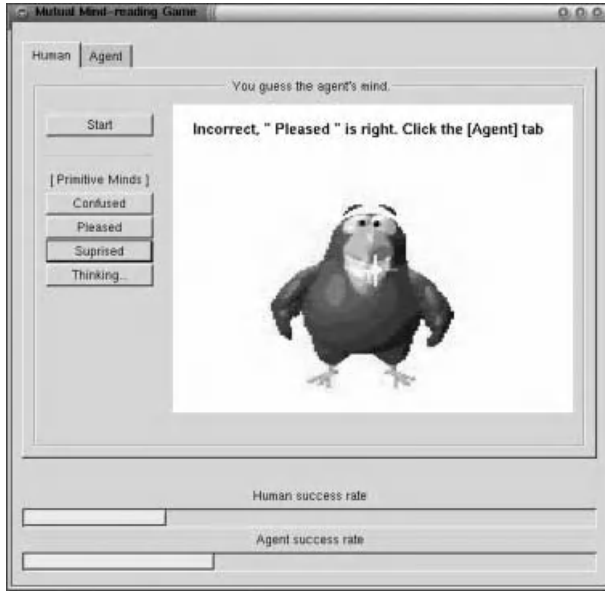 Mutual Mind-reading Game
Human Agent
You guess the agent's mind.
Start
Incorrect, " Pleased " is right. Click the [Agent] tab
[ Primitive Minds ]
Confused
Pleased
Suprised
Thinking...
Human success rate
Agent success rate